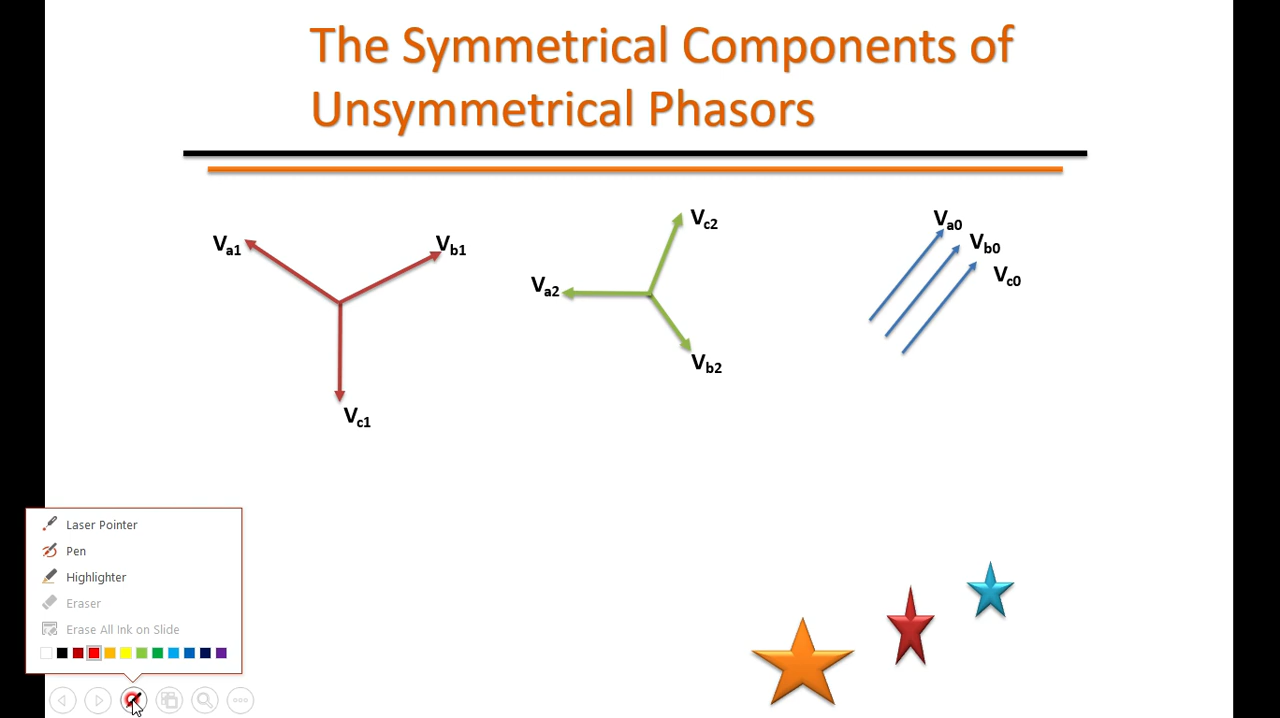 The Symmetrical Components of
Unsymmetrical Phasors
Va1
Vb1
Vc1
Vc2
Va2
Vb2
Va0
Vb0
Vc0
Laser Pointer
Pen
Highlighter
Eraser
Erase All Ink on Slide